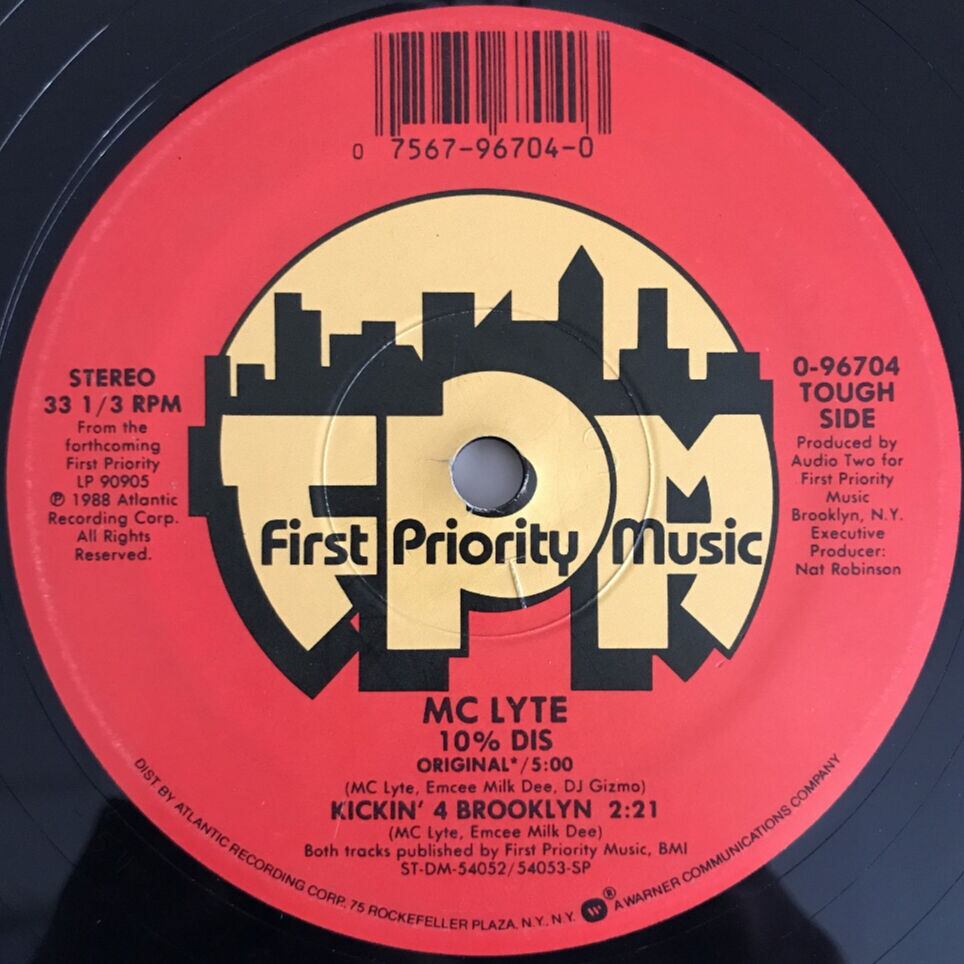 0 7567-96704-0
STEREO
33 1/3 RPM
From the
forthcoming
First Priority
LP 90905
℗ 1988 Atlantic
Recording Corp.
All Rights
Reserved.
0-96704
TOUGH
SIDE
Produced by
Audio Two for
First Priority
Music
Brooklyn, N.Y.
Executive
Producer:
Nat Robinson
FPM
First Priority Music
MC LYTE
10% DIS
ORIGINAL*/5:00
(MC Lyte, Emcee Milk Dee, DJ Gizmo)
KICKIN' 4 BROOKLYN 2:21
(MC Lyte, Emcee Milk Dee)
Both tracks published by First Priority Music, BMI
ST-DM-54052/54053-SP
DIST BY ATLANTIC RECORDING CORP. 75 ROCKEFELLER PLAZA, N.Y. N.Y. W® A WARNER COMMUNICATIONS COMPANY